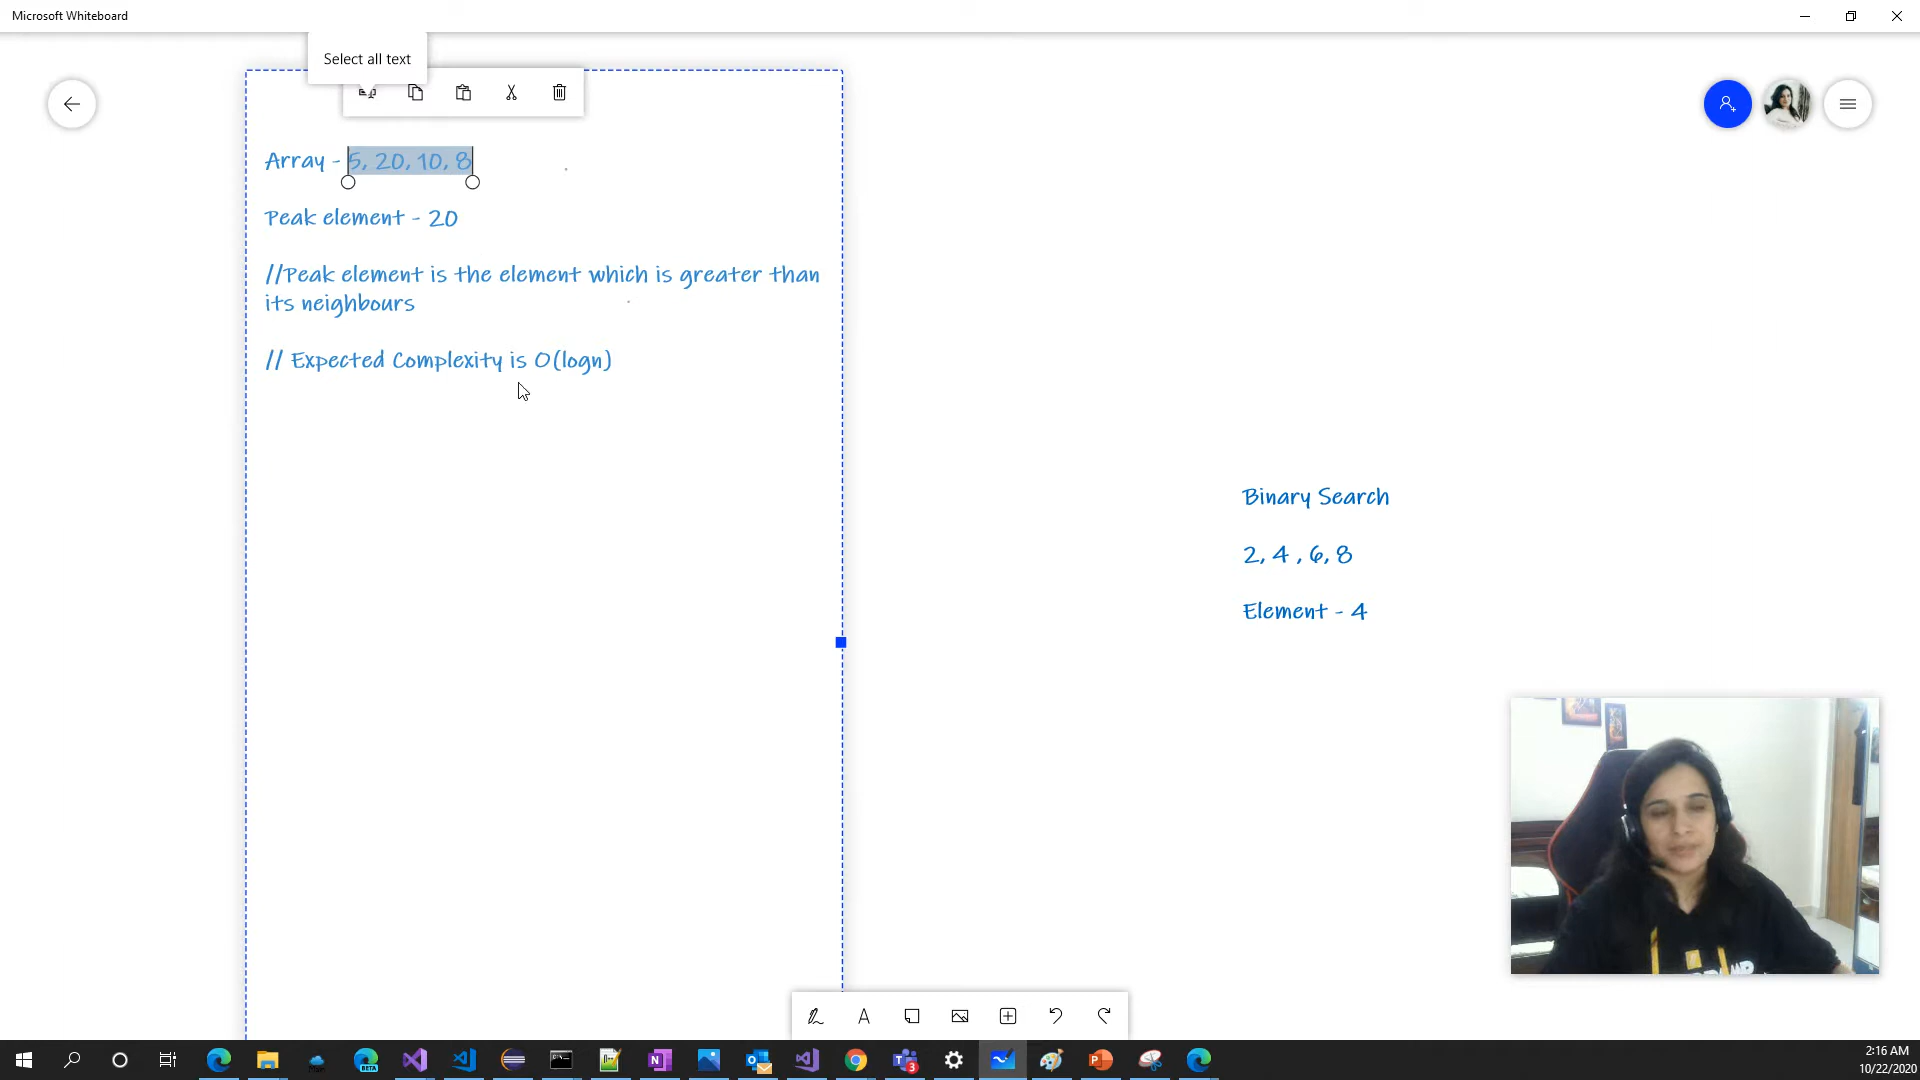 Microsoft Whiteboard
Select all text
Array - 5, 20, 10, 8
Peak element - 20
//Peak element is the element which is greater than
its neighbours
// Expected Complexity is O(logn)
Binary Search
2, 4 , 6, 8
Element - 4
2:16 AM
10/22/2020